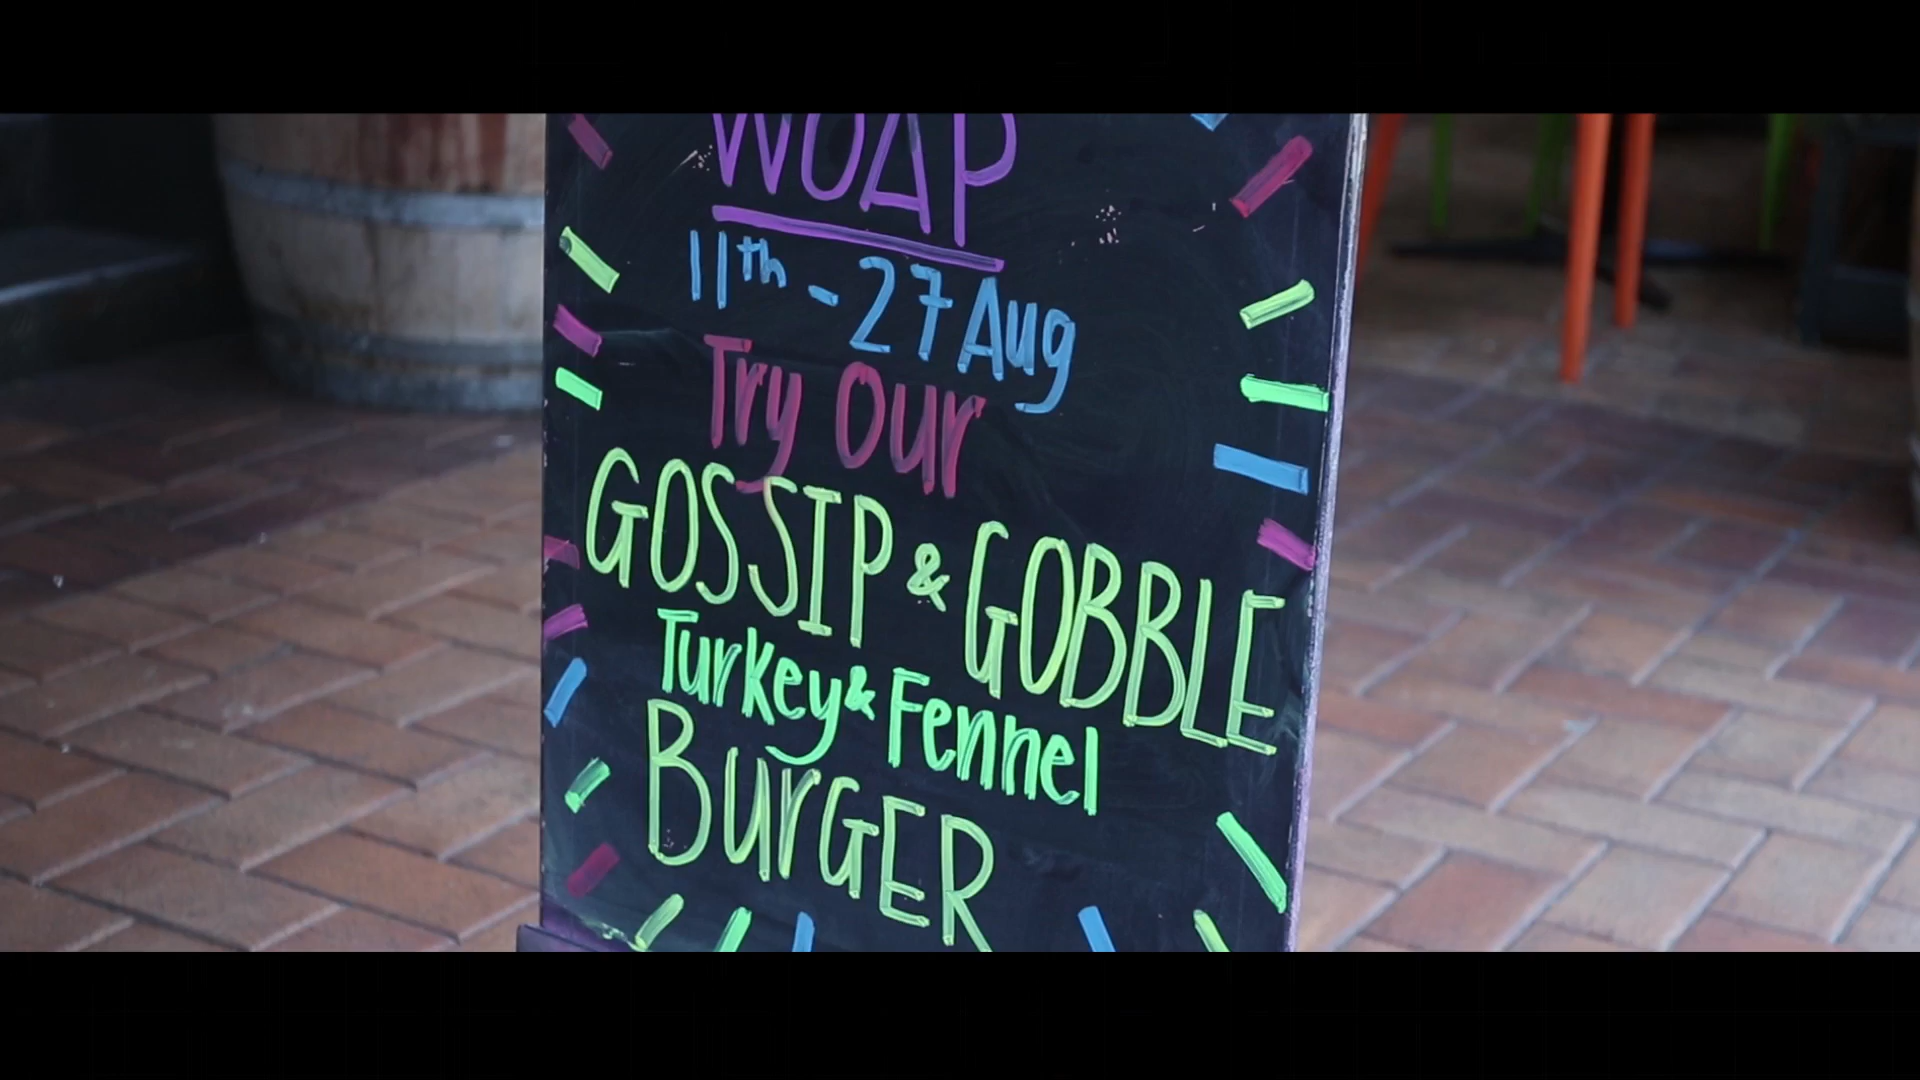 WOAP
11th - 27 Aug
Try Our
GOSSIP & GOBBLE
Turkey & Fennel
BurGER